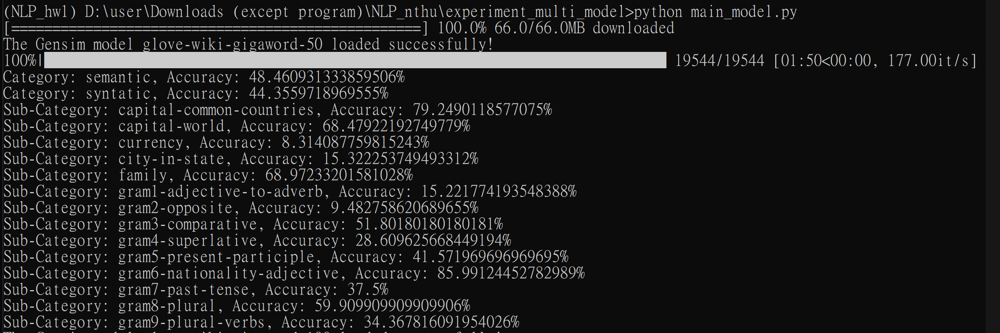 (NLP_hw1) D:\user\Downloads (except program)\NLP_nthu\experiment_multi_model>python main_model.py
[==================================================] 100.0% 66.0/66.0MB downloaded
The Gensim model glove-wiki-gigaword-50 loaded successfully!
100%| 19544/19544 [01:50<00:00, 177.00it/s]
Category: semantic, Accuracy: 48.460931333859506%
Category: syntatic, Accuracy: 44.3559718969555%
Sub-Category: capital-common-countries, Accuracy: 79.2490118577075%
Sub-Category: capital-world, Accuracy: 68.47922192749779%
Sub-Category: currency, Accuracy: 8.314087759815243%
Sub-Category: city-in-state, Accuracy: 15.322253749493312%
Sub-Category: family, Accuracy: 68.97233201581028%
Sub-Category: gram1-adjective-to-adverb, Accuracy: 15.221774193548388%
Sub-Category: gram2-opposite, Accuracy: 9.482758620689655%
Sub-Category: gram3-comparative, Accuracy: 51.80180180180181%
Sub-Category: gram4-superlative, Accuracy: 28.609625668449194%
Sub-Category: gram5-present-participle, Accuracy: 41.571969696969695%
Sub-Category: gram6-nationality-adjective, Accuracy: 85.99124452782989%
Sub-Category: gram7-past-tense, Accuracy: 37.5%
Sub-Category: gram8-plural, Accuracy: 59.909909909909906%
Sub-Category: gram9-plural-verbs, Accuracy: 34.367816091954026%